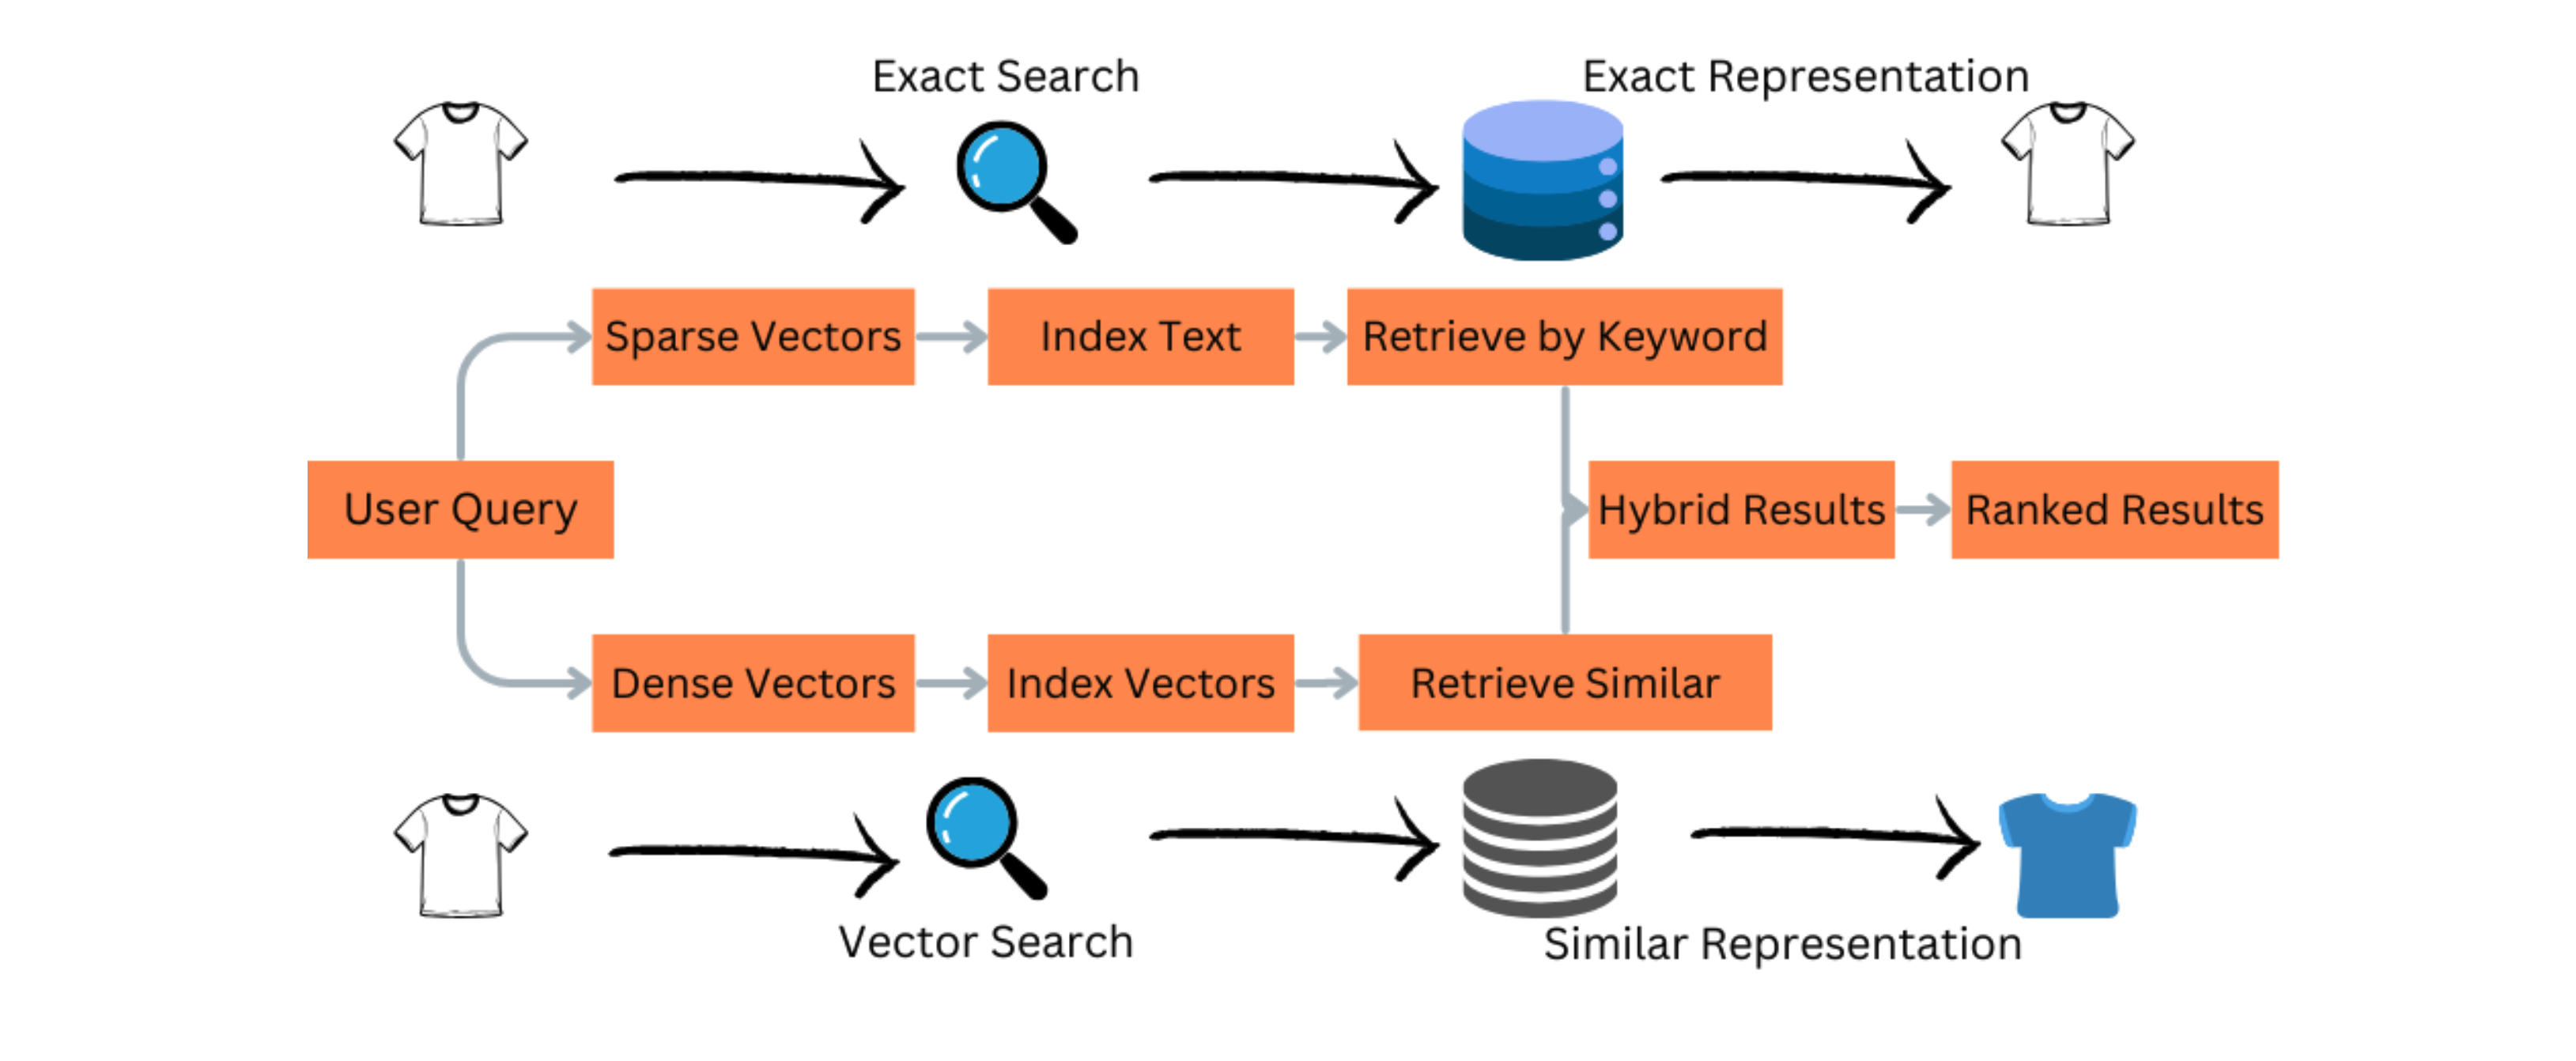 Exact Search
Exact Representation
Sparse Vectors
Index Text
Retrieve by Keyword
User Query
Hybrid Results
Ranked Results
Dense Vectors
Index Vectors
Retrieve Similar
Vector Search
Similar Representation